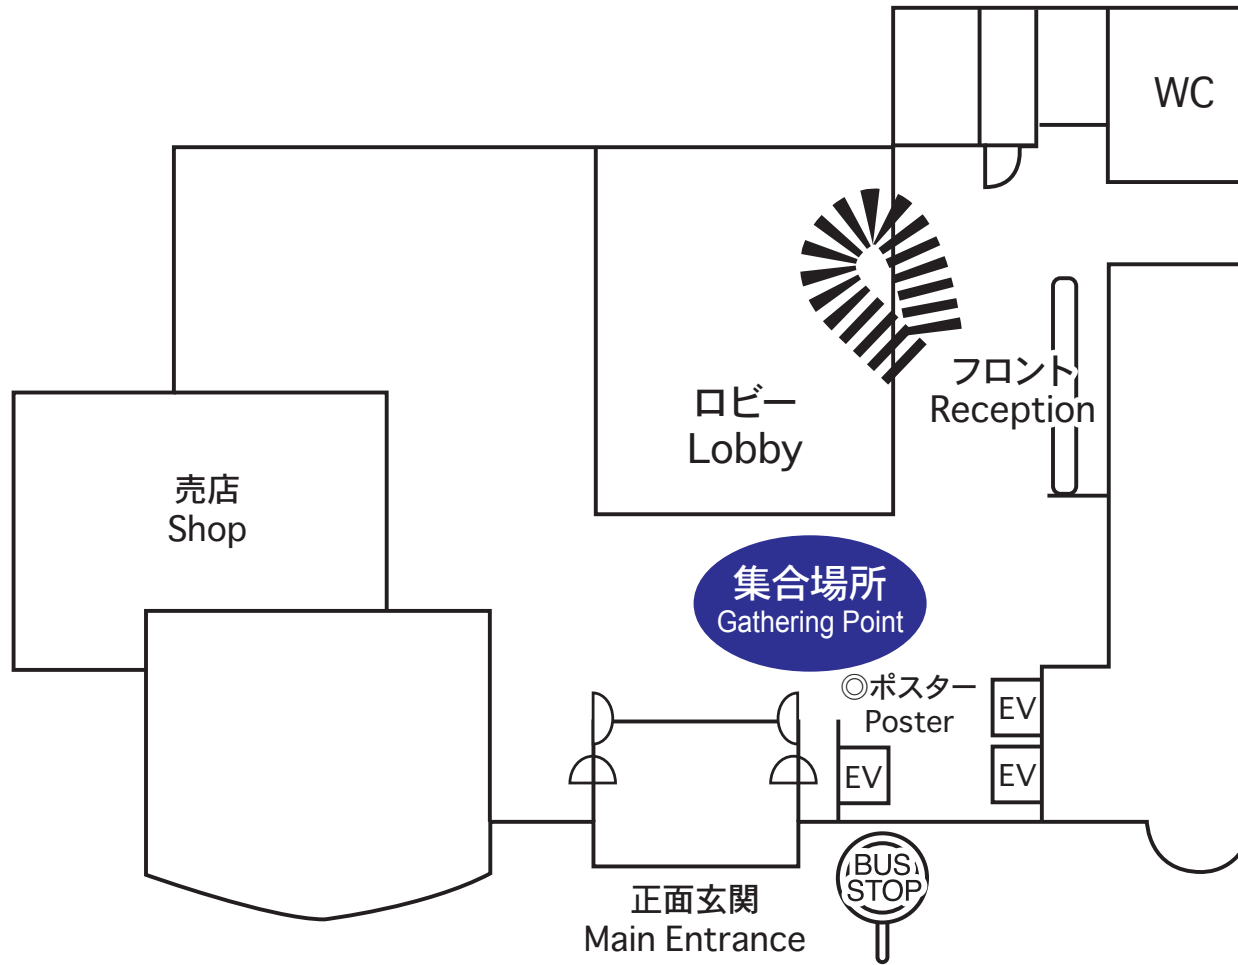 WC
フロント
Reception
ロビー
Lobby
売店
Shop
集合場所
Gathering Point
◎ポスター
Poster
EV
EV
EV
BUS
STOP
正面玄関
Main Entrance